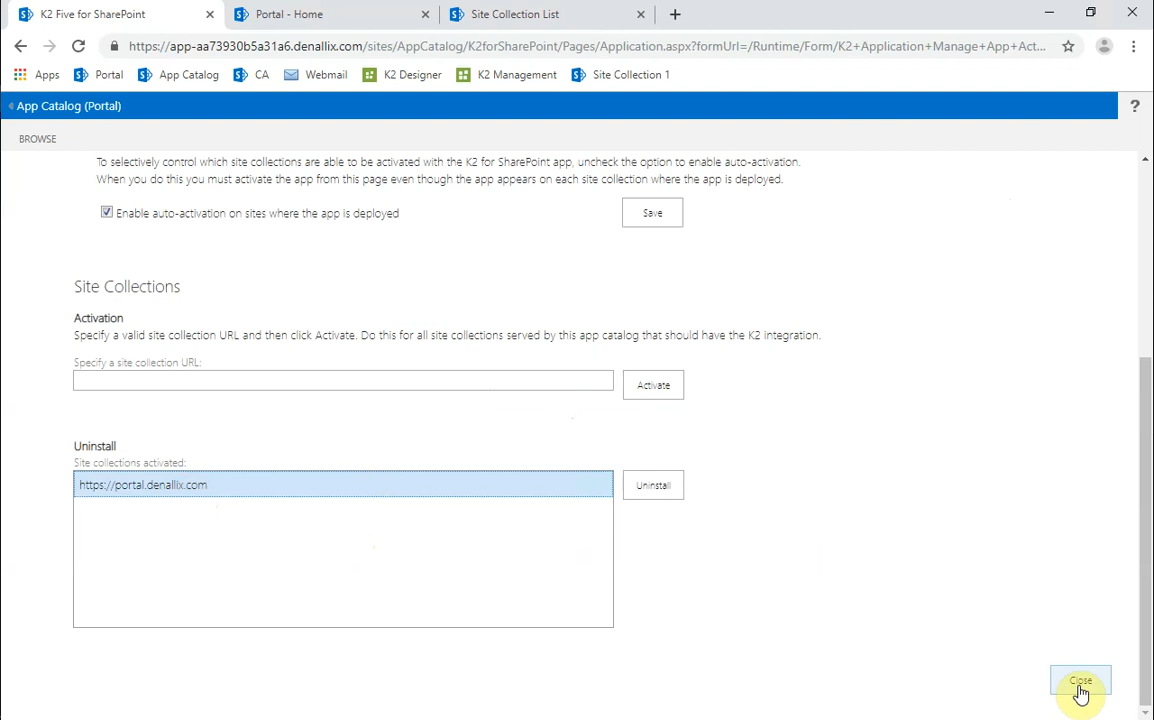 K2 Five for SharePoint
Portal - Home
Site Collection List
https://app-aa73930b5a31a6.denallix.com/sites/AppCatalog/K2forSharePoint/Pages/Application.aspx?formUrl=/Runtime/Form/K2+Application+Manage+App+Act...
Apps
Portal
App Catalog
CA
Webmail
K2 Designer
K2 Management
Site Collection 1
App Catalog (Portal)
?
BROWSE
To selectively control which site collections are able to be activated with the K2 for SharePoint app, uncheck the option to enable auto-activation.
When you do this you must activate the app from this page even though the app appears on each site collection where the app is deployed.
Enable auto-activation on sites where the app is deployed
Save
Site Collections
Activation
Specify a valid site collection URL and then click Activate. Do this for all site collections served by this app catalog that should have the K2 integration.
Specify a site collection URL:
Activate
Uninstall
Site collections activated:
https://portal.denallix.com
Uninstall
Close